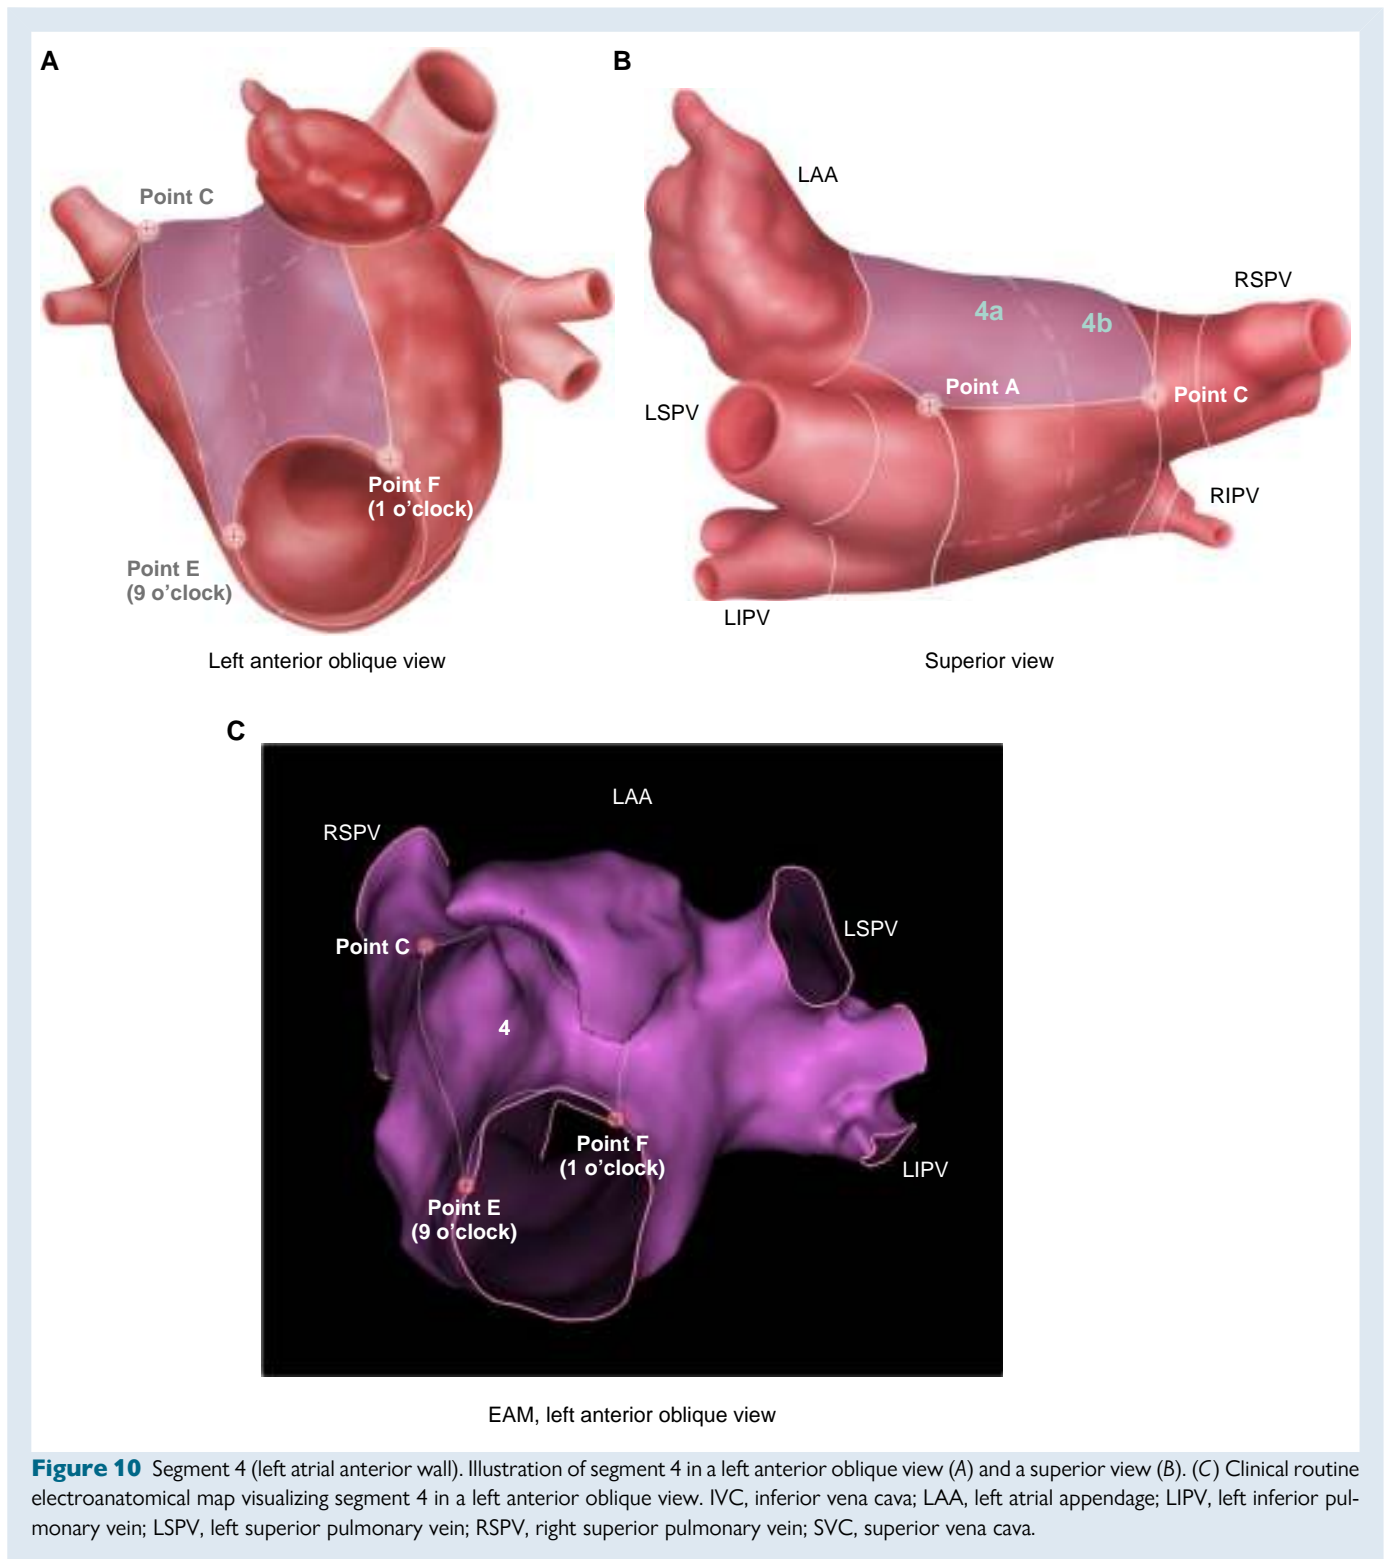 A
B
Point C
LAA
RSPV
4a
4b
Point A
Point C
LSPV
Point F
(1 o’clock)
RIPV
Point E
(9 o’clock)
LIPV
Left anterior oblique view
Superior view
C
LAA
RSPV
LSPV
Point C
4
Point F
(1 o’clock)
LIPV
Point E
(9 o’clock)
EAM, left anterior oblique view
Figure 10 Segment 4 (left atrial anterior wall). Illustration of segment 4 in a left anterior oblique view (A) and a superior view (B). (C) Clinical routine
electroanatomical map visualizing segment 4 in a left anterior oblique view. IVC, inferior vena cava; LAA, left atrial appendage; LIPV, left inferior pul-
monary vein; LSPV, left superior pulmonary vein; RSPV, right superior pulmonary vein; SVC, superior vena cava.